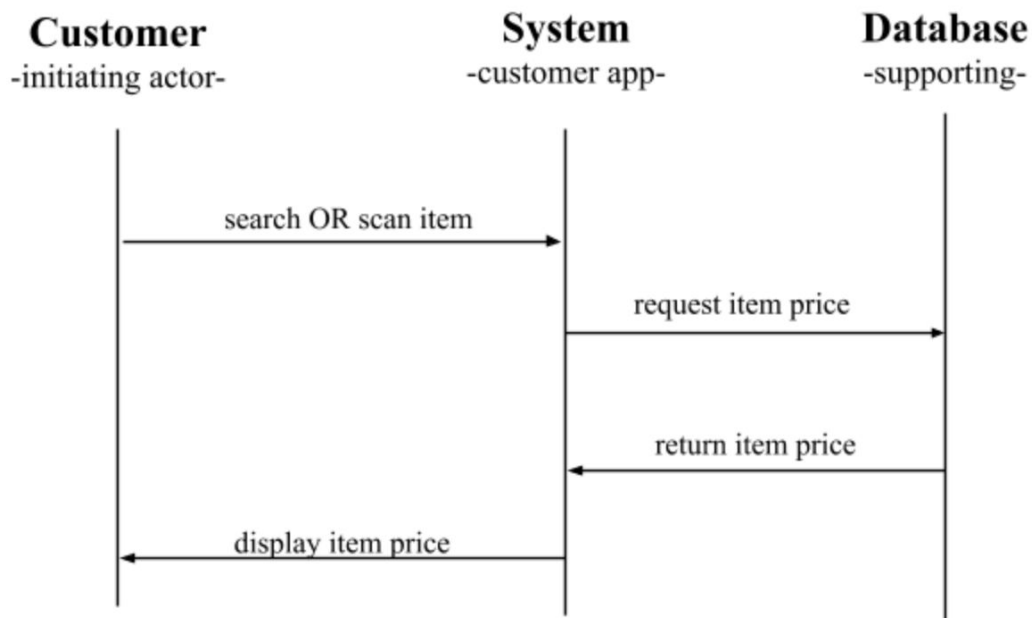 Customer
-initiating actor-
System
-customer app-
Database
-supporting-
search OR scan item
request item price
return item price
display item price